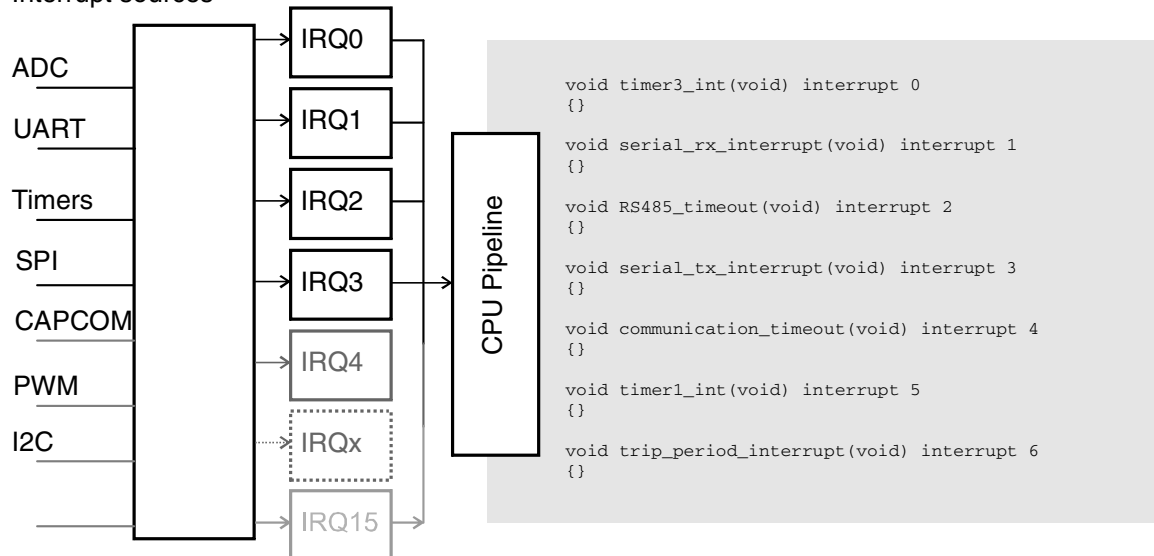 Interrupt sources
ADC
UART
Timers
SPI
CAPCOM
PWM
I2C
IRQ0
IRQ1
IRQ2
IRQ3
IRQ4
IRQx
IRQ15
CPU Pipeline
void timer3_int(void) interrupt 0
{}
void serial_rx_interrupt(void) interrupt 1
{}
void RS485_timeout(void) interrupt 2
{}
void serial_tx_interrupt(void) interrupt 3
{}
void communication_timeout(void) interrupt 4
{}
void timer1_int(void) interrupt 5
{}
void trip_period_interrupt(void) interrupt 6
{}